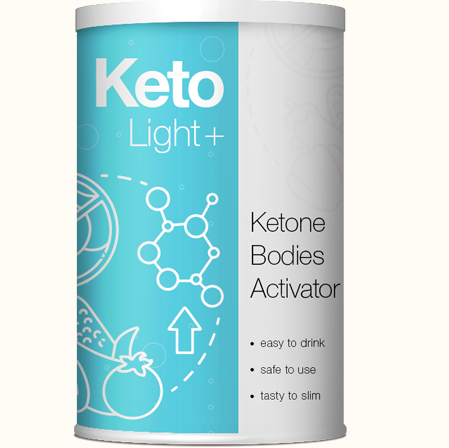 Keto
Light+
Ketone
Bodies
Activator
• easy to drink
• safe to use
• tasty to slim